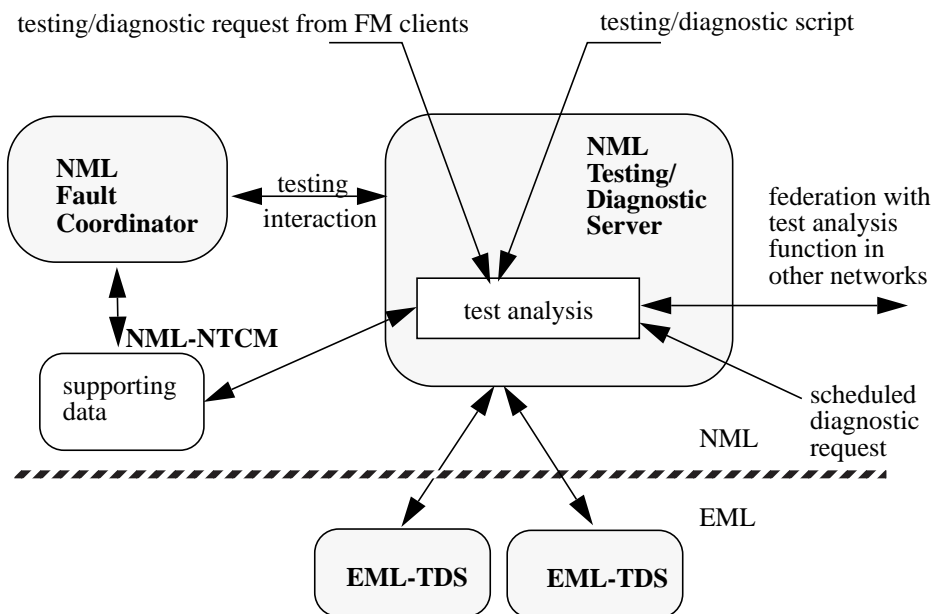 testing/diagnostic request from FM clients
testing/diagnostic script
NML
Fault
Coordinator
testing
interaction
NML
Testing/
Diagnostic
Server
federation with
test analysis
function in
other networks
test analysis
NML-NTCM
supporting
data
scheduled
diagnostic
request
NML
EML
EML-TDS
EML-TDS